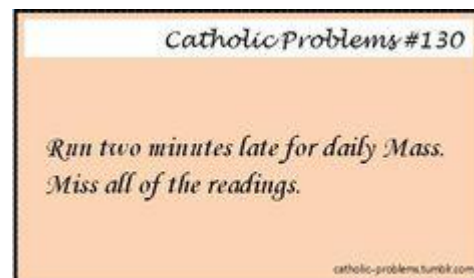 Catholic Problems #130
Run two minutes late for daily Mass.
Miss all of the readings.
catholic-problems.tumblr.com